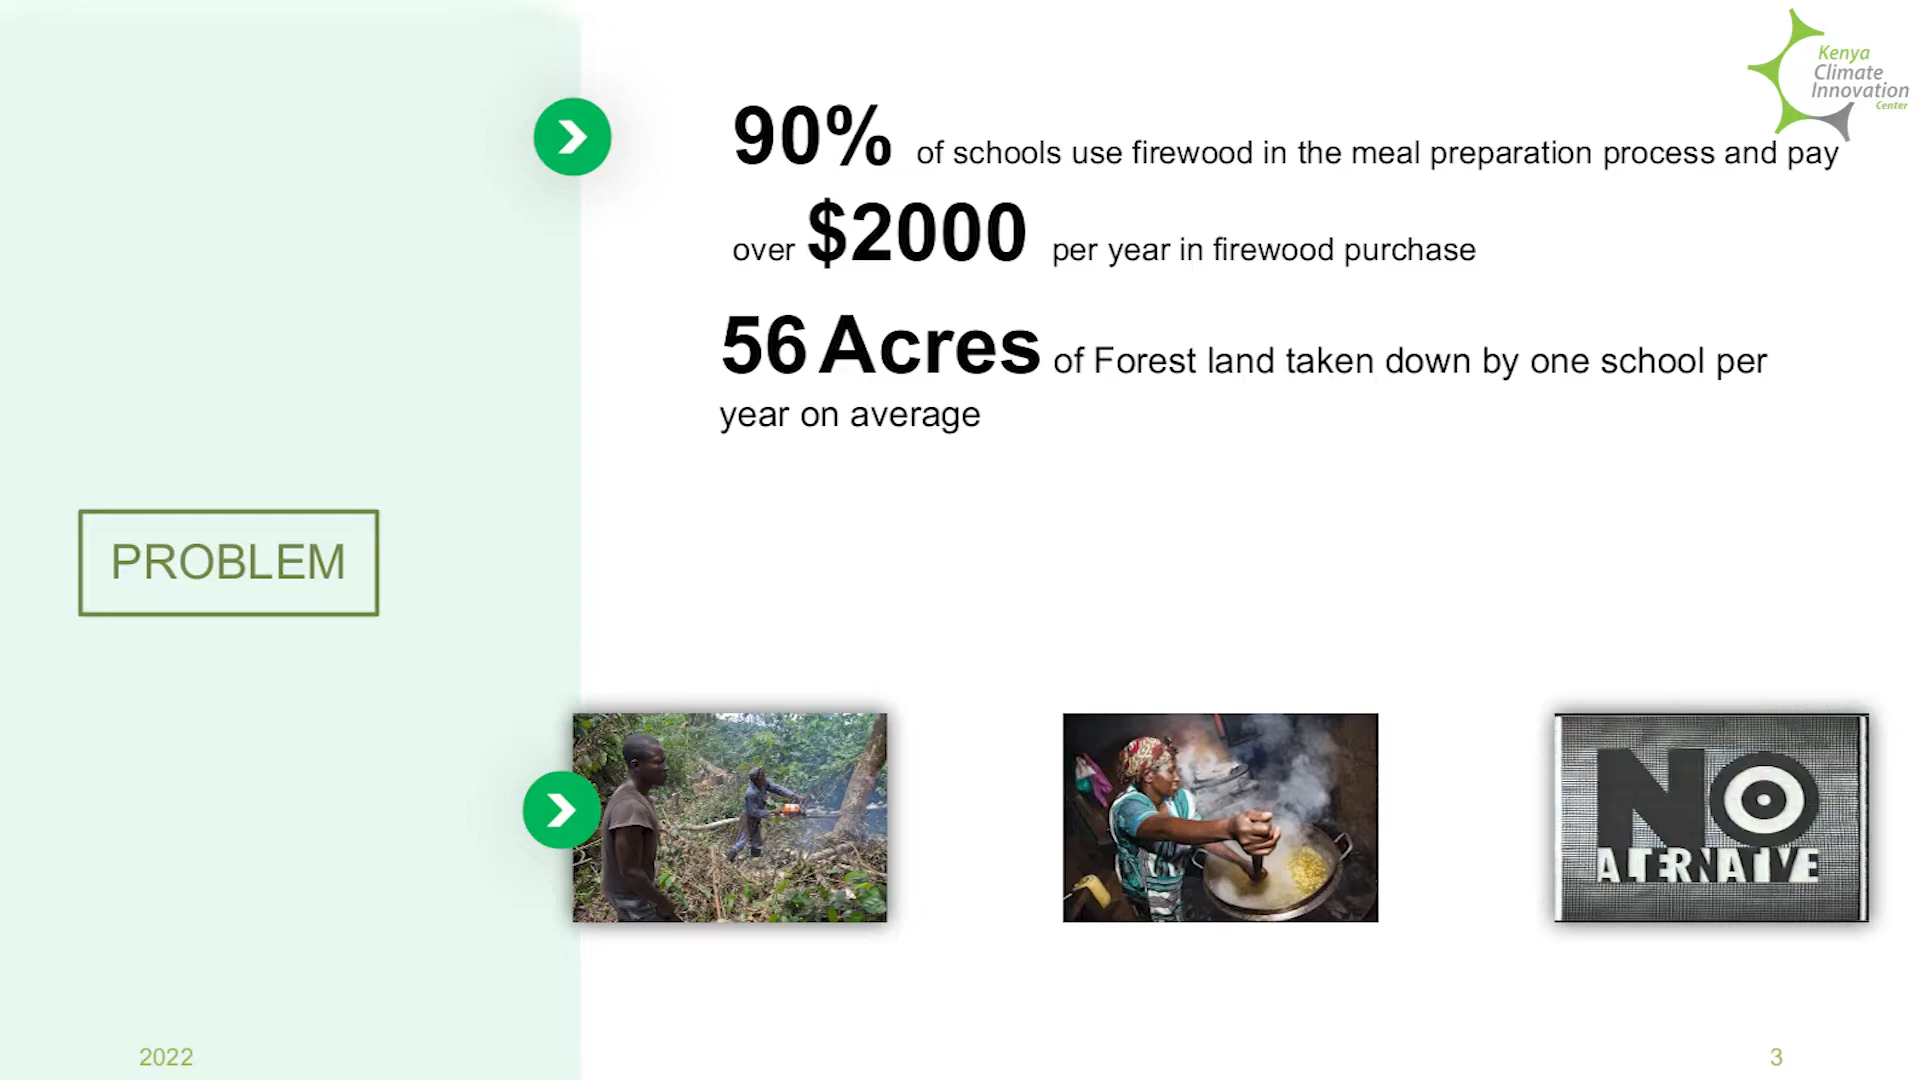 Kenya
Climate
Innovation
Center
90% of schools use firewood in the meal preparation process and pay
over $2000 per year in firewood purchase
56 Acres of Forest land taken down by one school per
year on average
PROBLEM
NO
ALTERNATIVE
2022
3